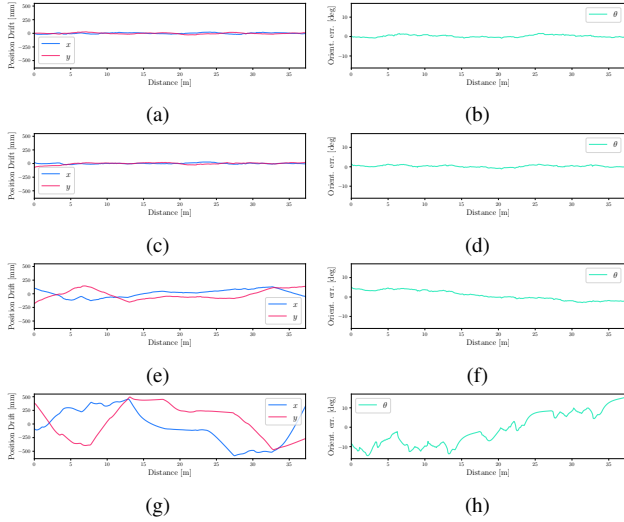 500
250
0
−250
−500
Position Drift [mm]
x
y
0 5 10 15 20 25 30 35
Distance [m]
(a)
10
0
−10
Orient. err. [deg]
θ
0 5 10 15 20 25 30 35
Distance [m]
(b)
500
250
0
−250
−500
Position Drift [mm]
x
y
0 5 10 15 20 25 30 35
Distance [m]
(c)
10
0
−10
Orient. err. [deg]
θ
0 5 10 15 20 25 30 35
Distance [m]
(d)
500
250
0
−250
−500
Position Drift [mm]
x
y
0 5 10 15 20 25 30 35
Distance [m]
(e)
10
0
−10
Orient. err. [deg]
θ
0 5 10 15 20 25 30 35
Distance [m]
(f)
500
250
0
−250
−500
Position Drift [mm]
x
y
0 5 10 15 20 25 30 35
Distance [m]
(g)
10
0
−10
Orient. err. [deg]
θ
0 5 10 15 20 25 30 35
Distance [m]
(h)